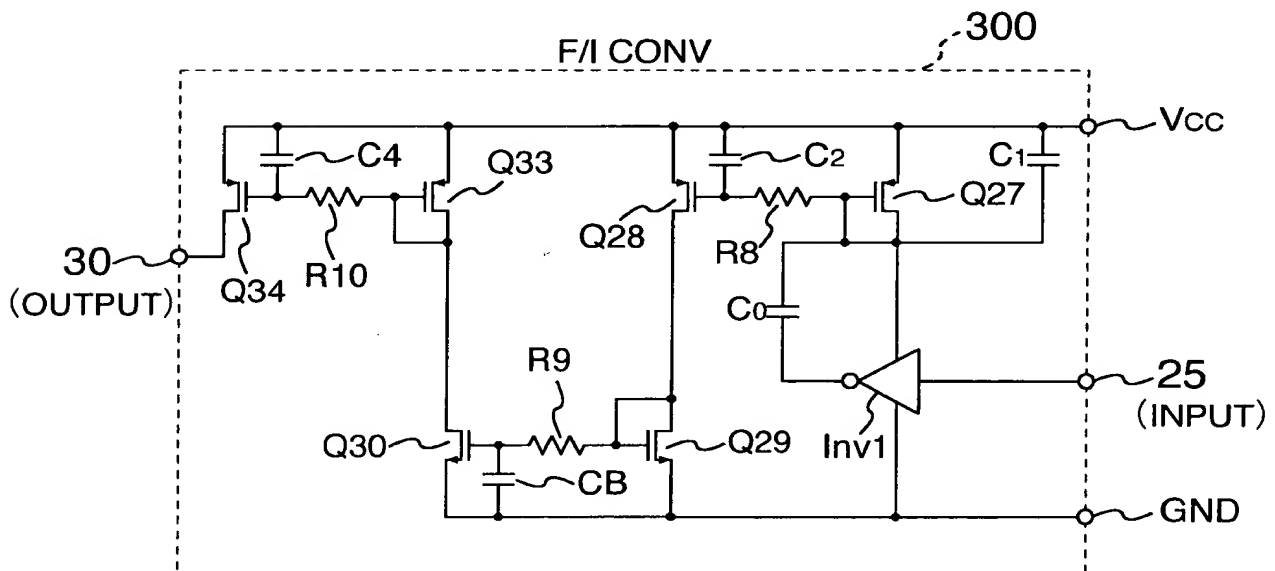 300
F/I CONV
VCC
C4
Q33
C2
C1
Q27
Q28
R8
30
(OUTPUT)
Q34
R10
C0
R9
25
(INPUT)
Q30
Q29
Inv1
CB
GND